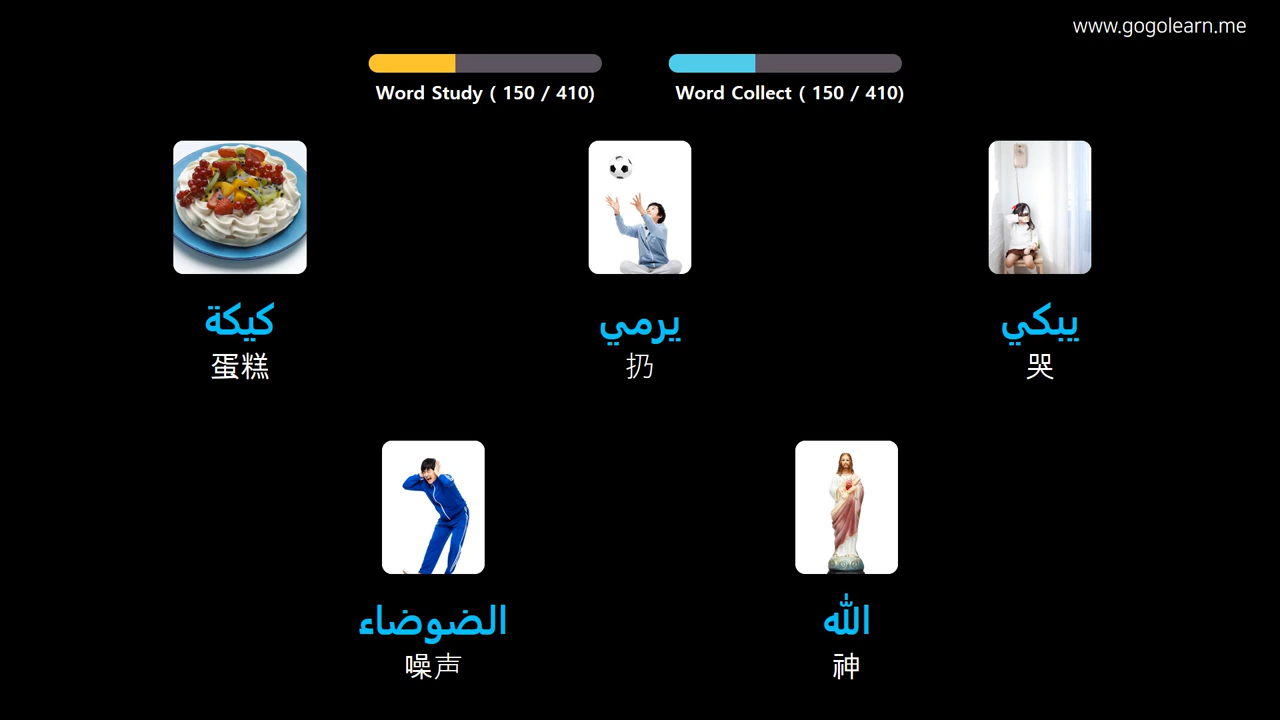 www.gogolearn.me
Word Study ( 150 / 410)
Word Collect ( 150 / 410)
كيكة
蛋糕
يرمي
扔
يبكي
哭
الضوضاء
噪声
الله
神